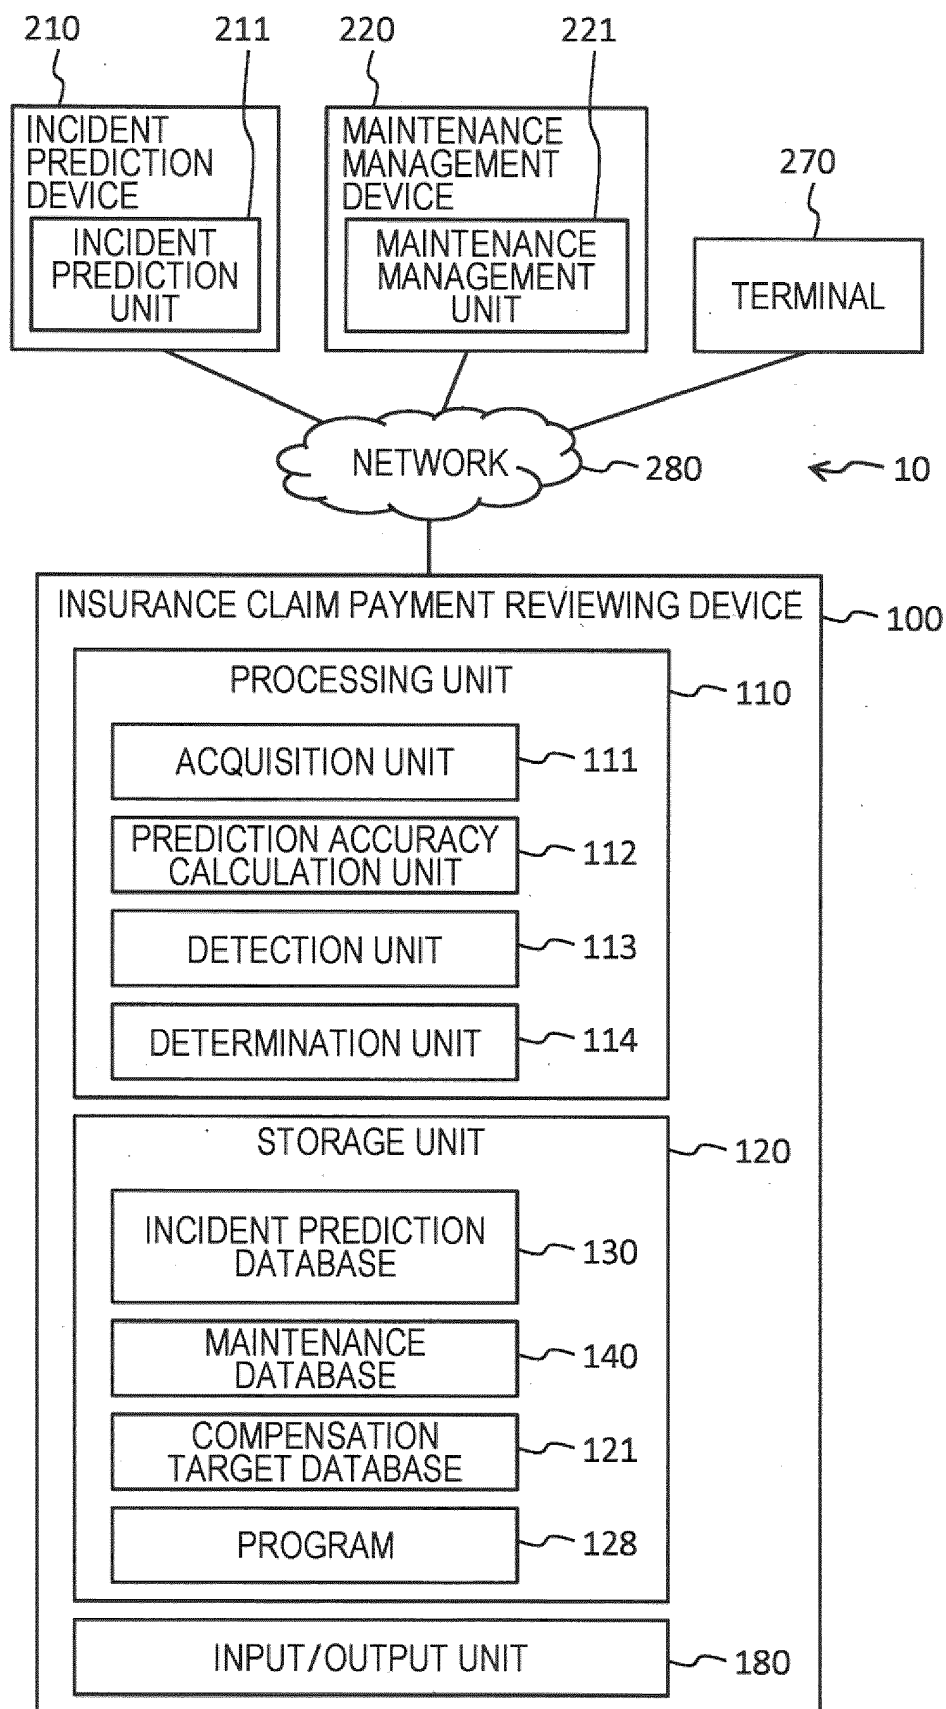 210 211 220 221
INCIDENT
PREDICTION
DEVICE
INCIDENT
PREDICTION
UNIT
MAINTENANCE
MANAGEMENT
DEVICE
MAINTENANCE
MANAGEMENT
UNIT
270
TERMINAL
NETWORK
280
10
INSURANCE CLAIM PAYMENT REVIEWING DEVICE
100
PROCESSING UNIT
110
ACQUISITION UNIT
111
PREDICTION ACCURACY
CALCULATION UNIT
112
DETECTION UNIT
113
DETERMINATION UNIT
114
STORAGE UNIT
120
INCIDENT PREDICTION
DATABASE
130
MAINTENANCE
DATABASE
140
COMPENSATION
TARGET DATABASE
121
PROGRAM
128
INPUT/OUTPUT UNIT
180